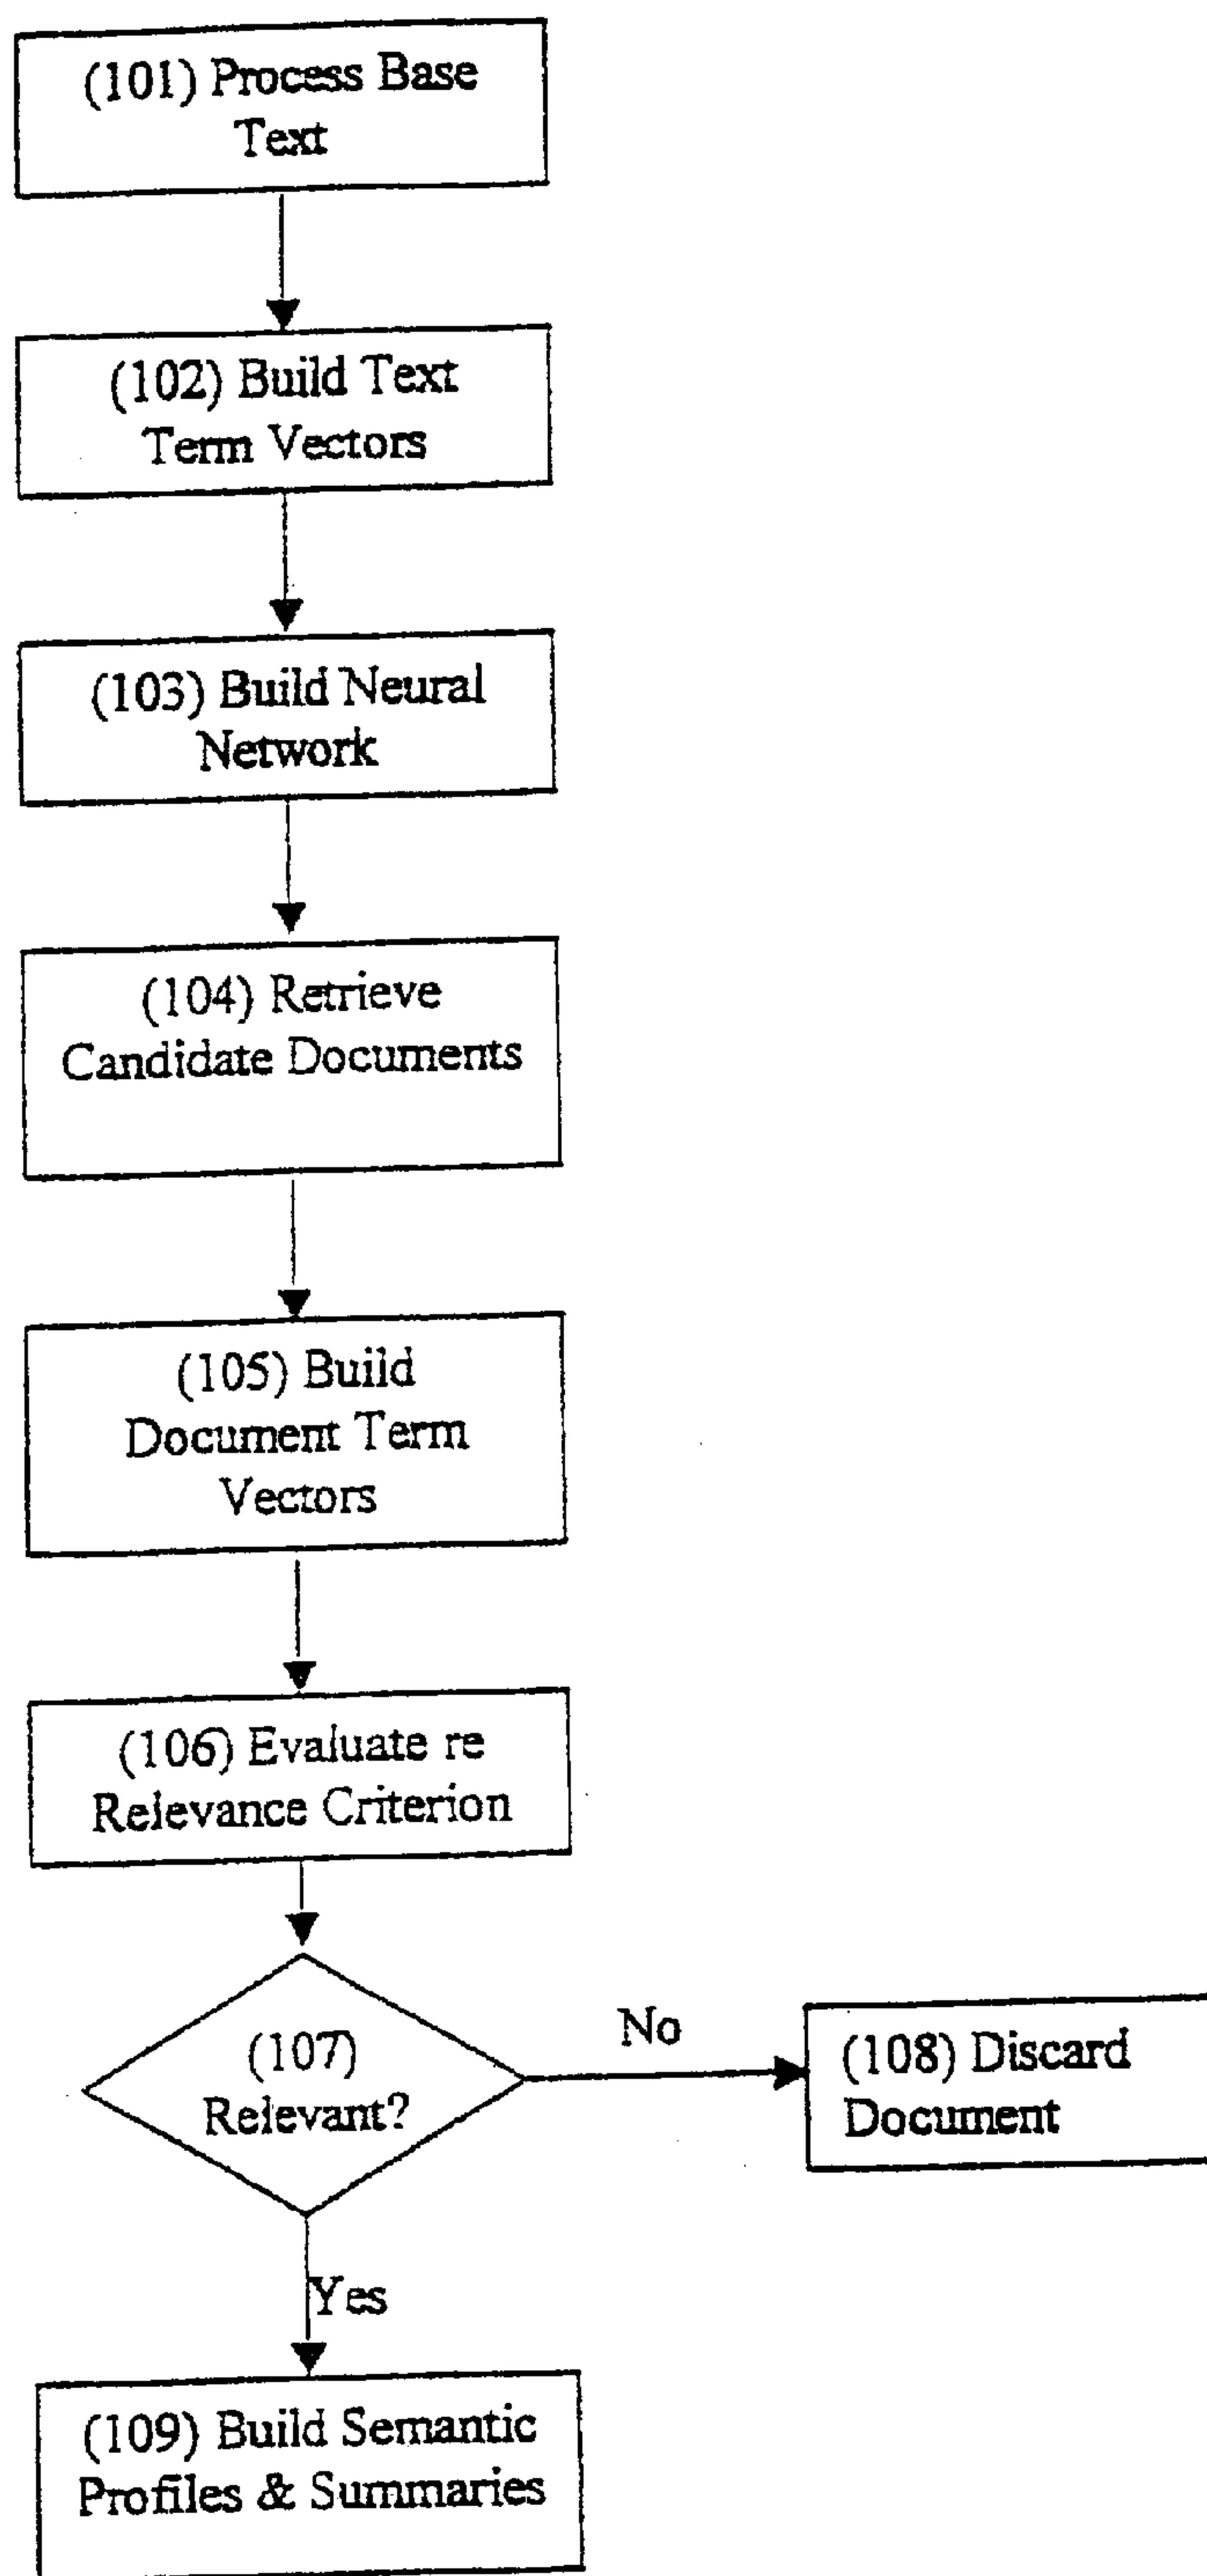 (101) Process Base
Text
(102) Build Text
Term Vectors
(103) Build Neural
Network
(104) Retrieve
Candidate Documents
(105) Build
Document Term
Vectors
(106) Evaluate re
Relevance Criterion
(107)
Relevant?
No
(108) Discard
Document
Yes
(109) Build Semantic
Profiles & Summaries